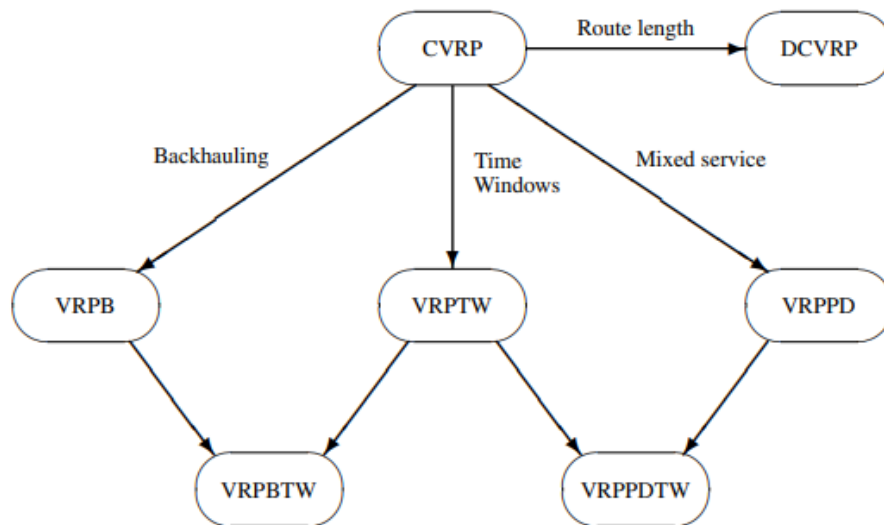 CVRP
Route length
DCVRP
Backhauling
Time
Windows
Mixed service
VRPB
VRPTW
VRPPD
VRPBTW
VRPPDTW